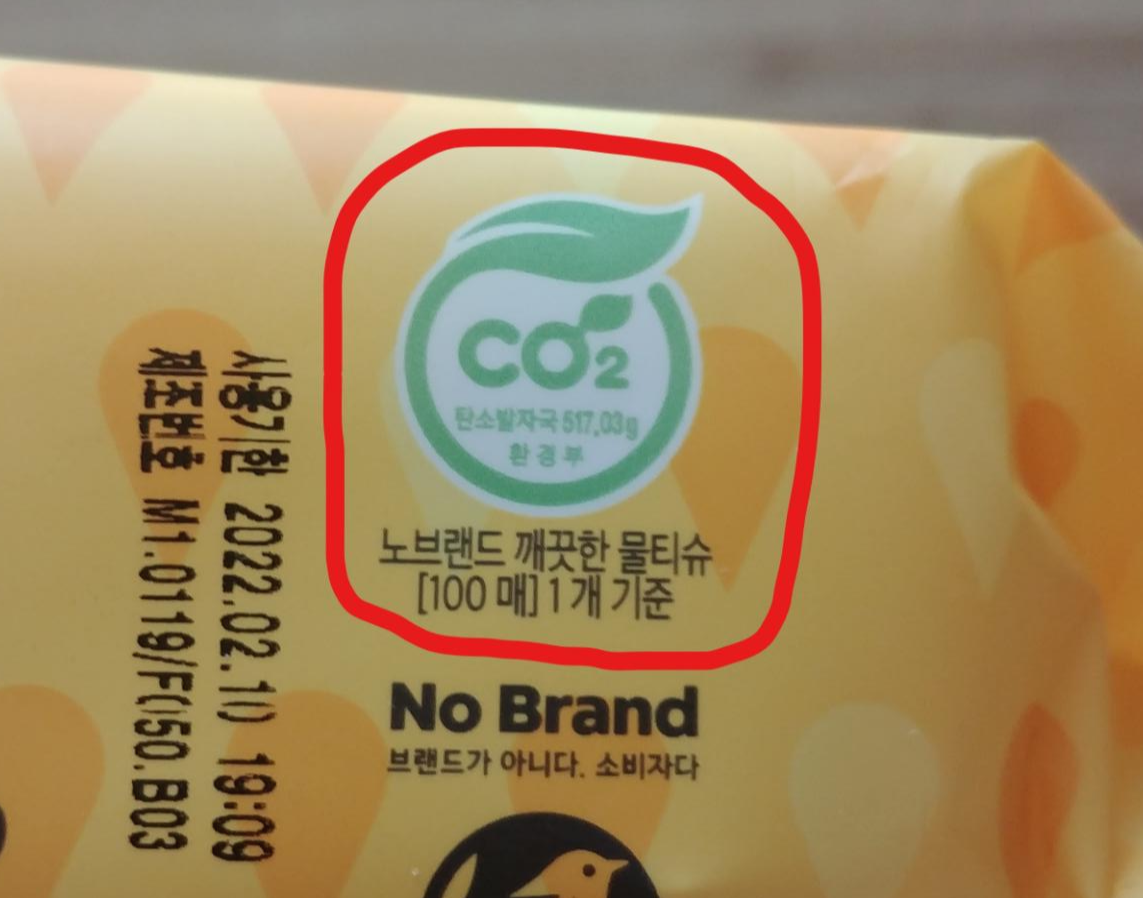 CO2
탄소발자국 517.03g
환경부
노브랜드 깨끗한 물티슈
[100 매] 1개 기준
No Brand
브랜드가 아니다. 소비자다
사용기한 2022.02.10 19:09
제조번호 M1.0119/F050.B03